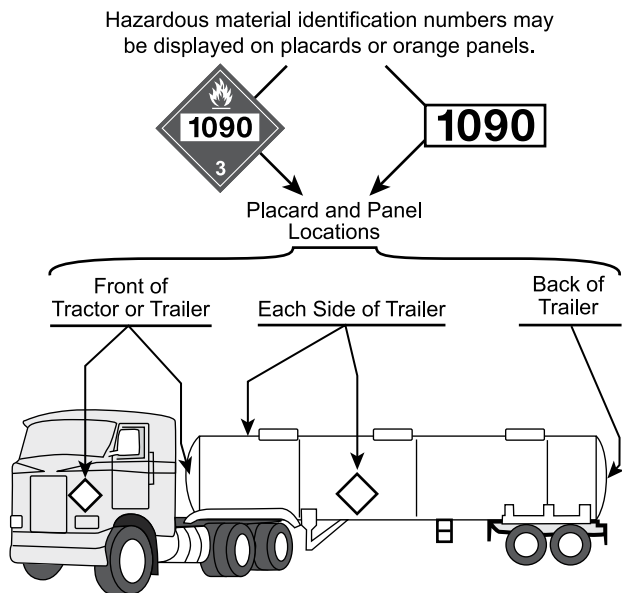 Hazardous material identification numbers may
be displayed on placards or orange panels.
1090
3
1090
Placard and Panel
Locations
Front of
Tractor or Trailer
Each Side of Trailer
Back of
Trailer